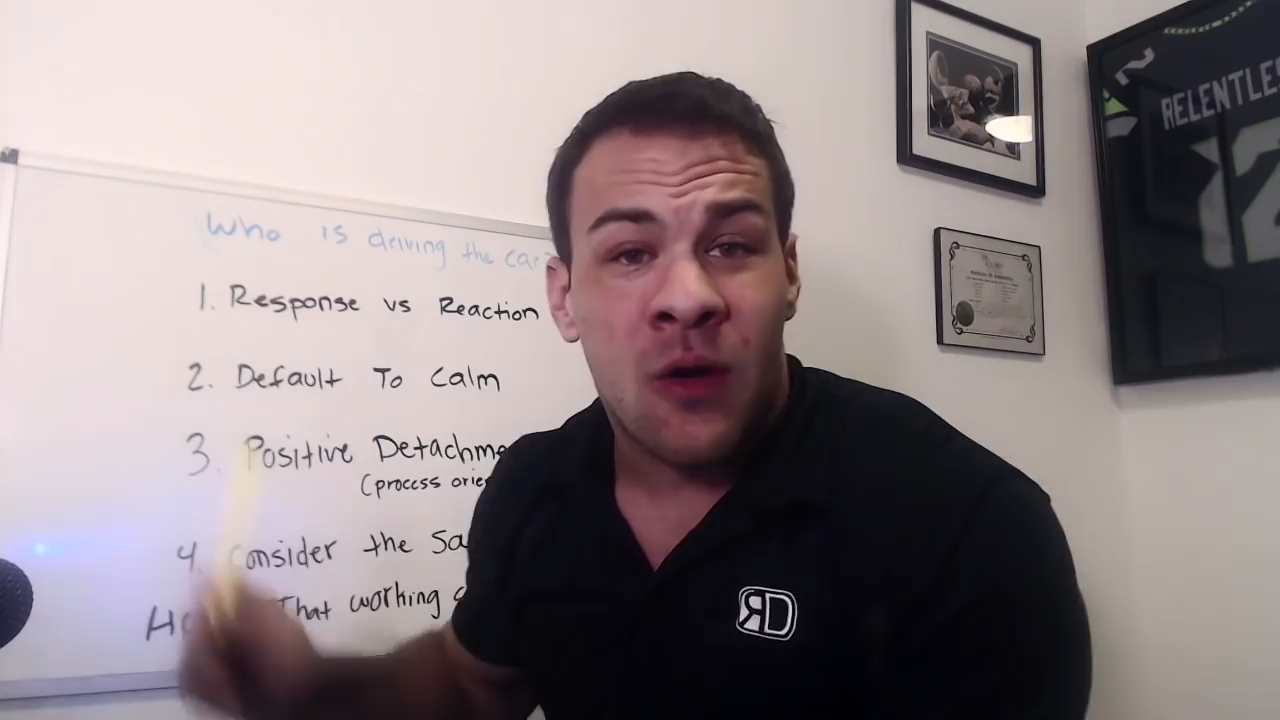 Who is driving the car
1. Response vs Reaction
2. Default To Calm
3. Positive Detachme
(process orie
4. Consider the So
That working
RELENTLE
12
RD